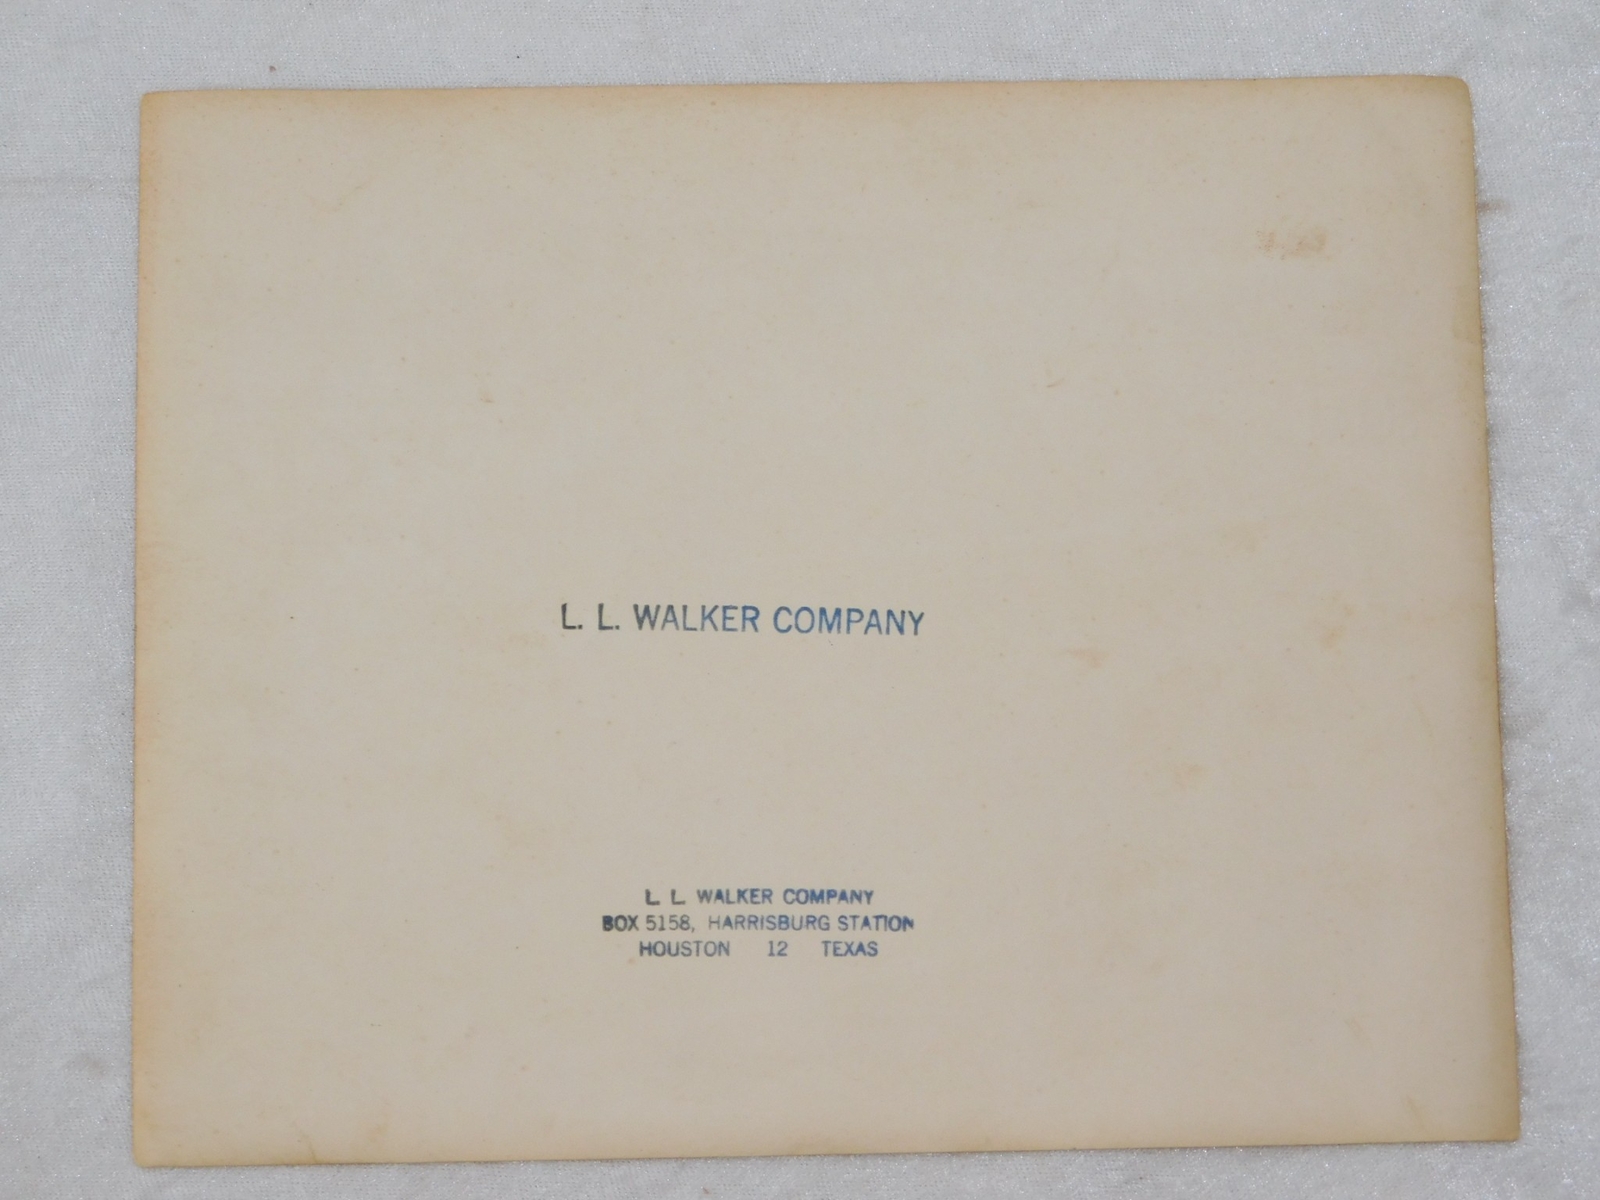 L. L. WALKER COMPANY
L L WALKER COMPANY
BOX 5158, HARRISBURG STATION
HOUSTON 12 TEXAS